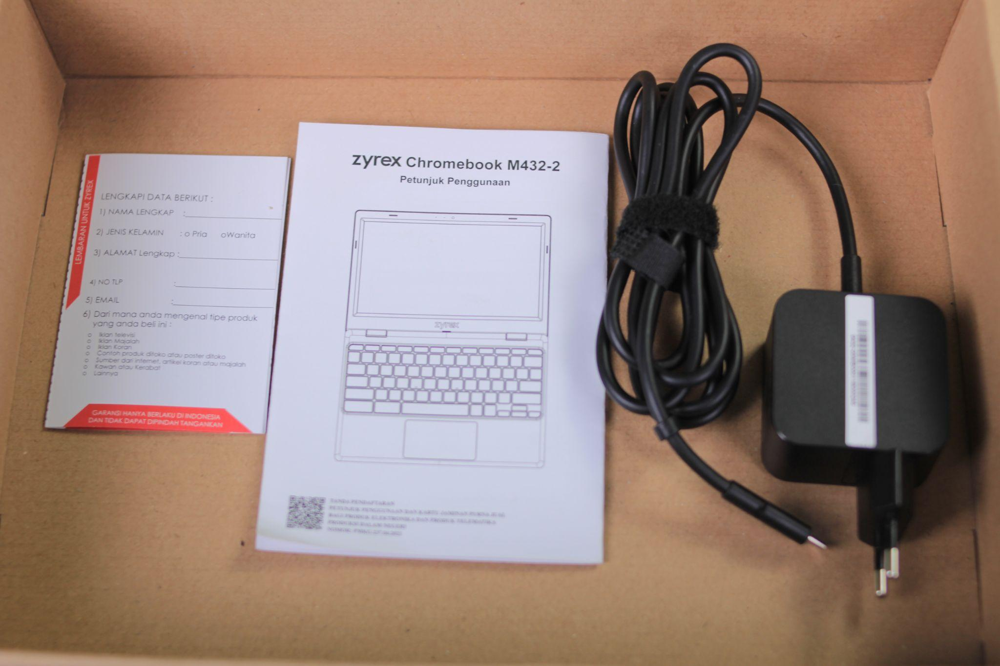 LEMBARAN UNTUK ZYREX
LENGKAPI DATA BERIKUT :
1) NAMA LENGKAP :
2) JENIS KELAMIN : o Pria oWanita
3) ALAMAT Lengkap :
4) NO TLP :
5) EMAIL :
6) Dari mana anda mengenal tipe produk
yang anda beli ini :
o Iklan televisi
o Iklan Majalah
o Iklan Koran
o Contoh produk ditoko atau poster ditoko
o Sumber dari internet, artikel koran atau majalah
o Kawan atau Kerabat
o Lainnya
GARANSI HANYA BERLAKU DI INDONESIA
DAN TIDAK DAPAT DIPINDAH TANGANKAN
zyrex Chromebook M432-2
Petunjuk Penggunaan
zyrex
TANDA PENDAFTARAN
PETUNJUK PENGGUNAAN DAN KARTU JAMINAN PURNA JUAL
BAGI PRODUK ELEKTRONIKA DAN PRODUK TELEMATIKA
PRODUKSI DALAM NEGERI
NOMOR: